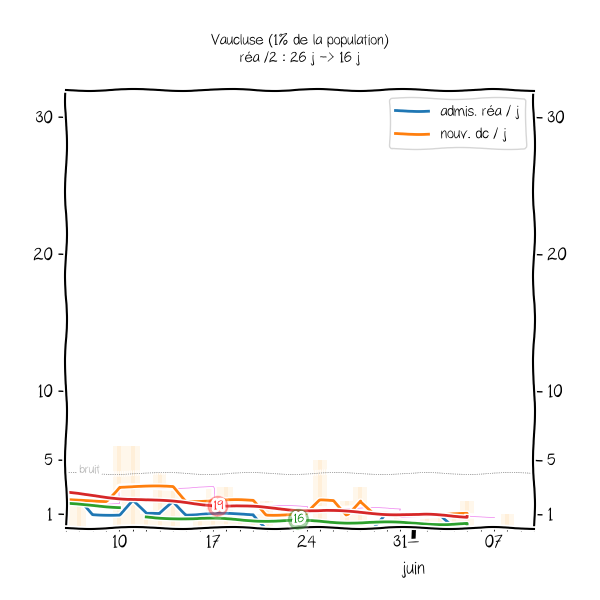 Vaucluse (1% de la population)
réa /2 : 26 j -> 16 j
admis. réa / j
nouv. dc / j
30
30
20
20
10
10
5
5
bruit
19
16
1
1
10
17
24
31
07
juin